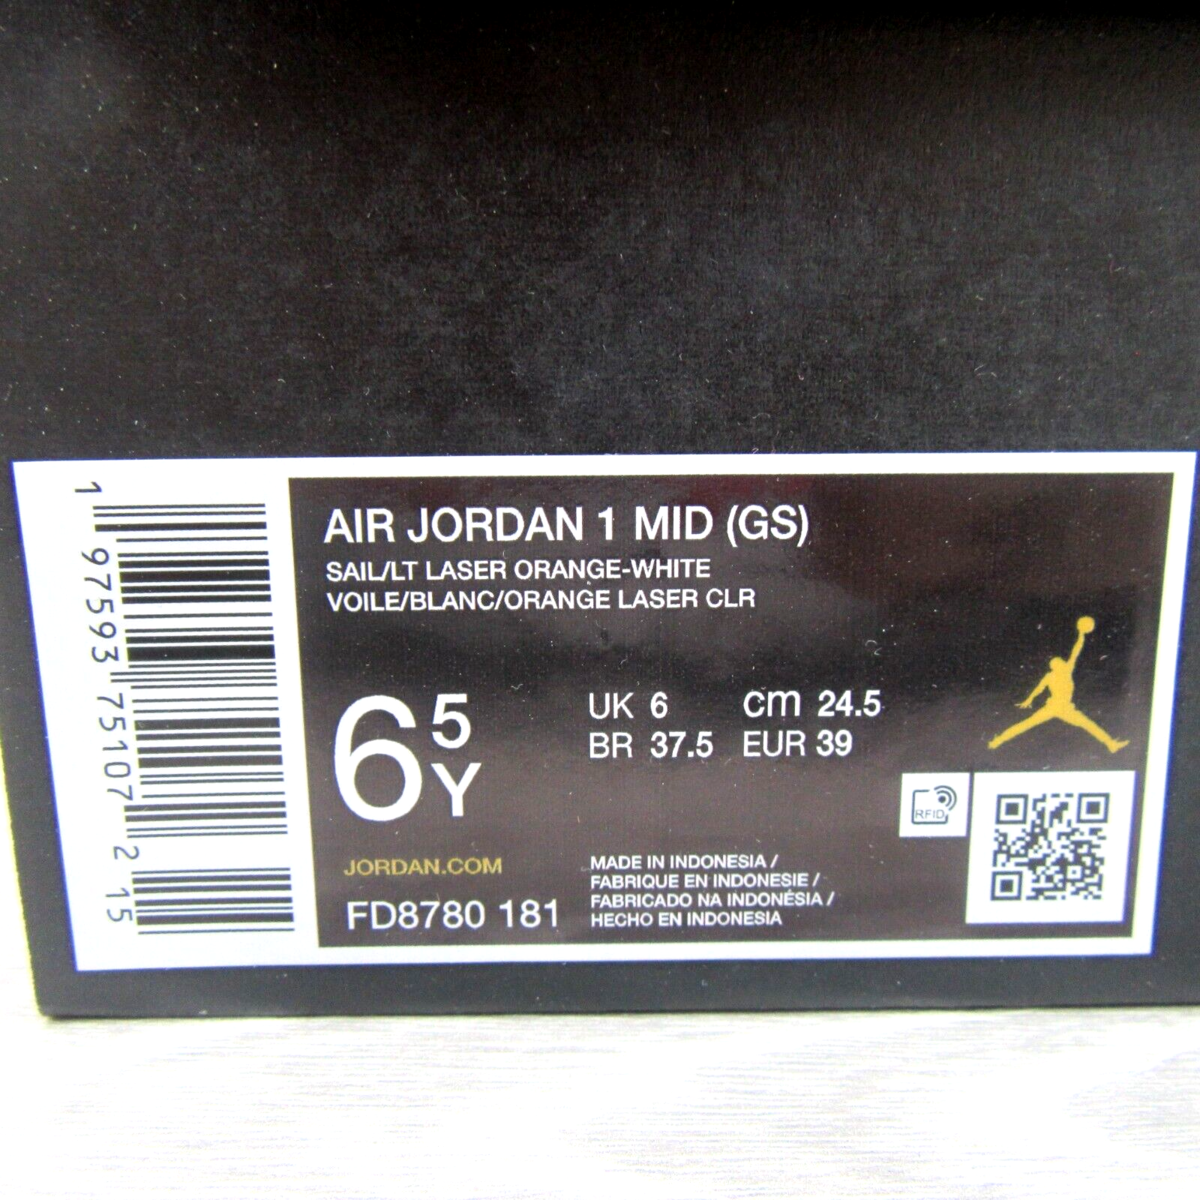 AIR JORDAN 1 MID (GS)
SAIL/LT LASER ORANGE-WHITE
VOILE/BLANC/ORANGE LASER CLR
6 5 Y
UK 6 cm 24.5
BR 37.5 EUR 39
RFID
JORDAN.COM
FD8780 181
MADE IN INDONESIA /
FABRIQUE EN INDONESIE /
FABRICADO NA INDONÉSIA /
HECHO EN INDONESIA
1 97593 75107 2 15